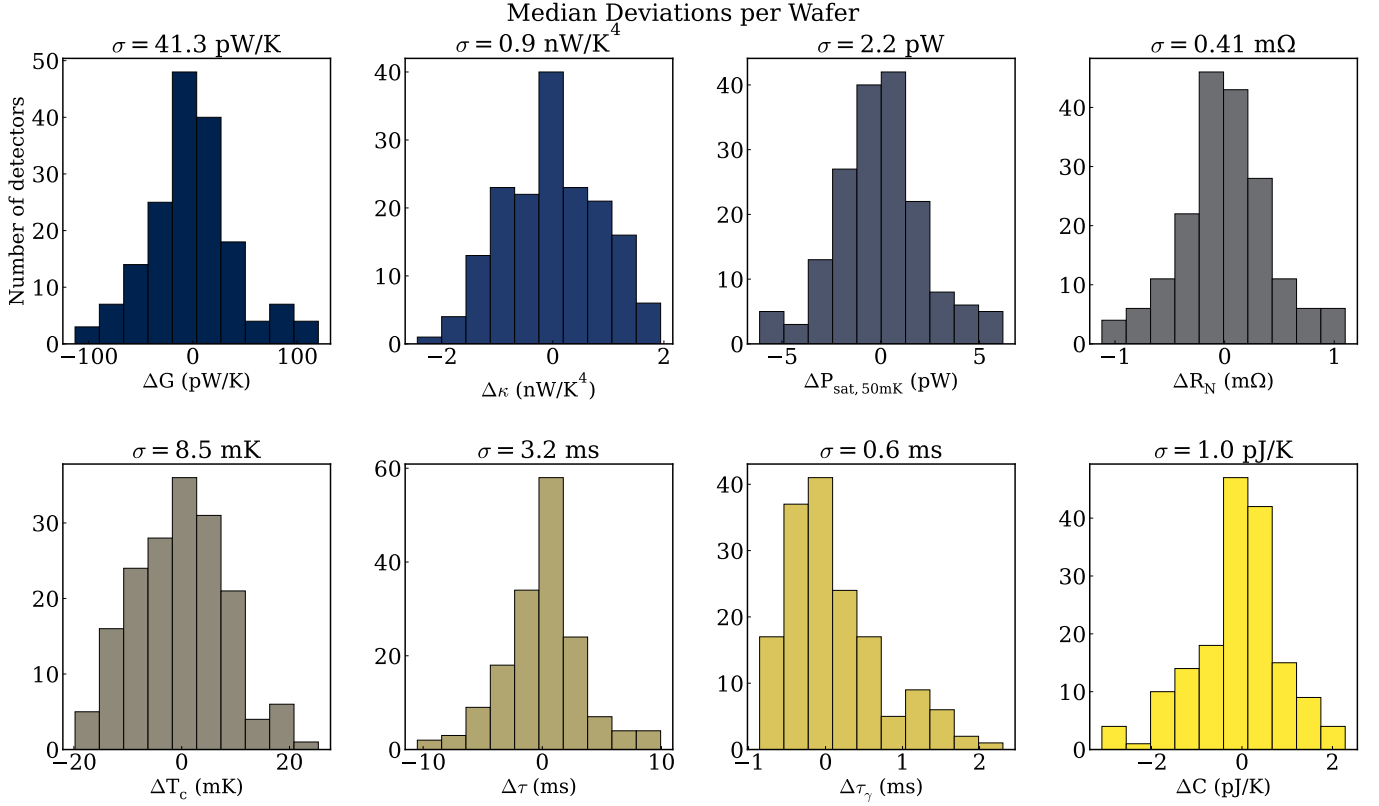 Median Deviations per Wafer
σ = 41.3 pW/K
σ = 0.9 nW/K⁴
σ = 2.2 pW
σ = 0.41 mΩ
Number of detectors
50
40
30
20
10
0
−100 0 100
ΔG (pW/K)
40
30
20
10
0
−2 0 2
Δκ (nW/K⁴)
40
30
20
10
0
−5 0 5
ΔP_sat, 50mK (pW)
40
30
20
10
0
−1 0 1
ΔR_N (mΩ)
σ = 8.5 mK
σ = 3.2 ms
σ = 0.6 ms
σ = 1.0 pJ/K
30
20
10
0
−20 0 20
ΔT_c (mK)
60
40
20
0
−10 0 10
Δτ (ms)
40
30
20
10
0
−1 0 1 2
Δτ_γ (ms)
40
30
20
10
0
−2 0 2
ΔC (pJ/K)